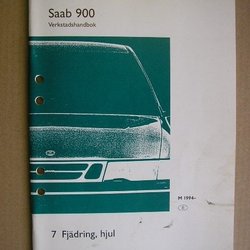 Saab 900
Verkstadshandbok
M 1994-
7 Fjädring, hjul